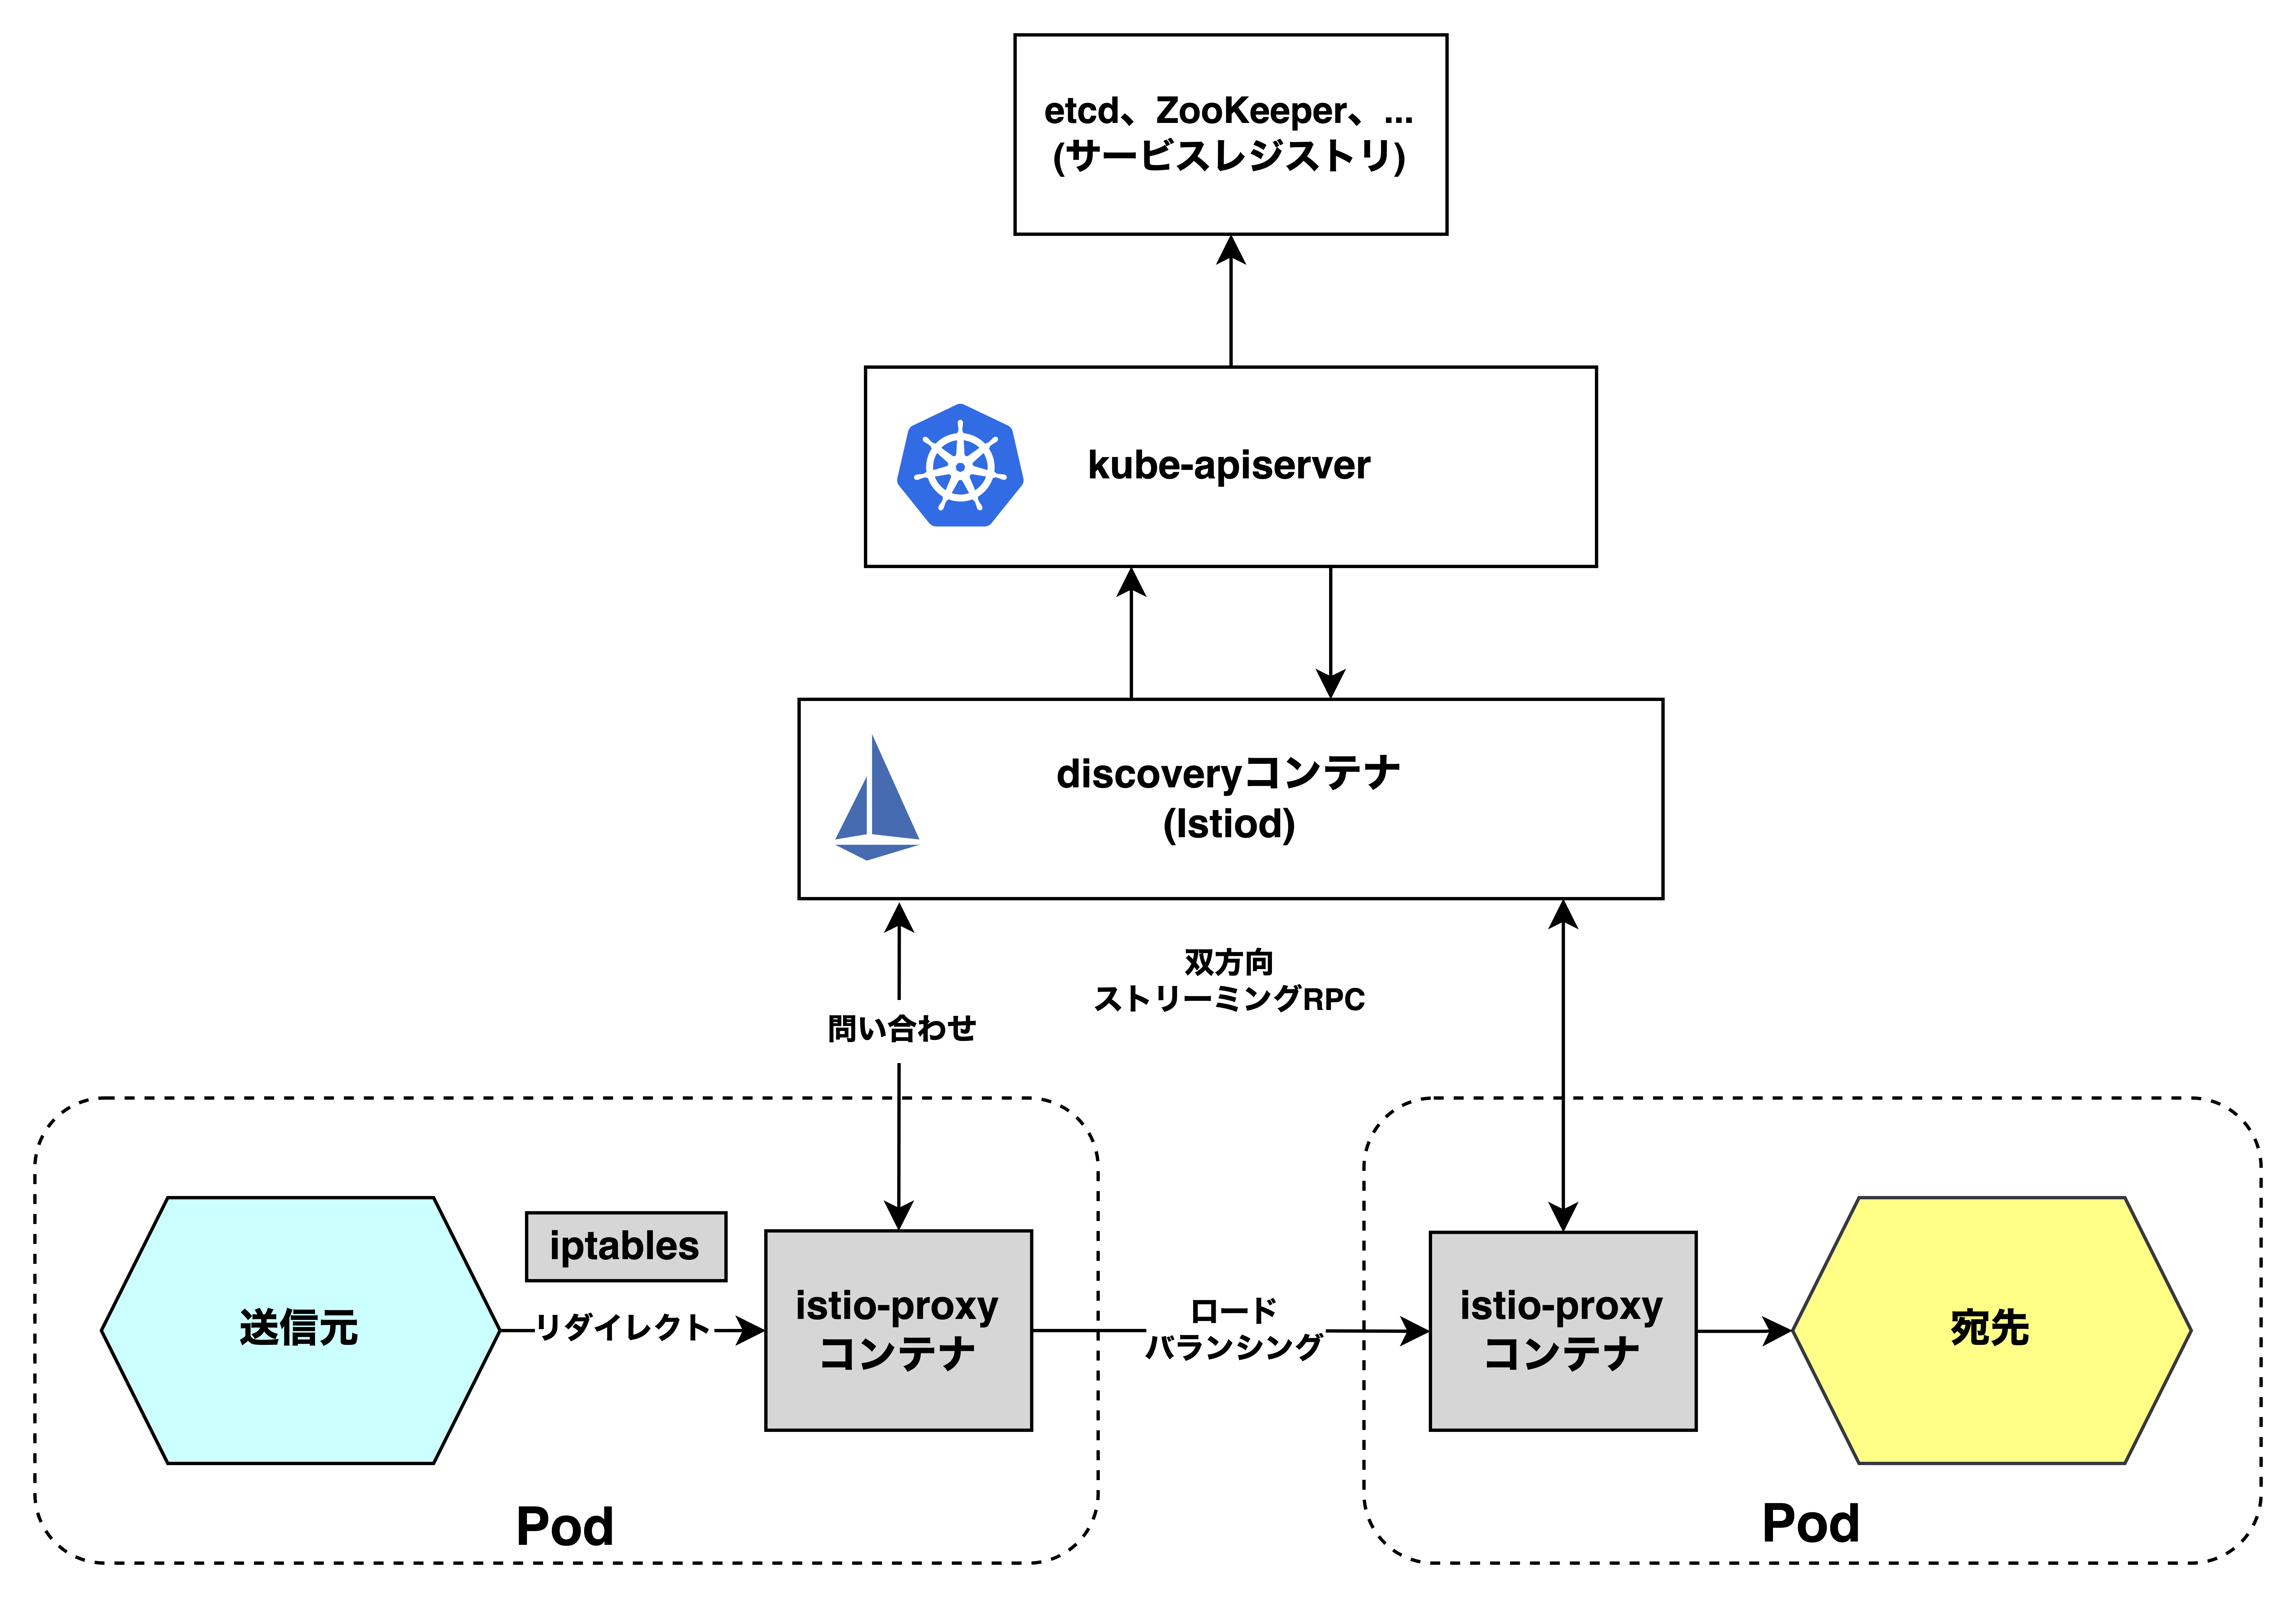 etcd、ZooKeeper、...
(サービスレジストリ)
kube-apiserver
discoveryコンテナ
(Istiod)
双方向
ストリーミングRPC
問い合わせ
iptables
送信元
リダイレクト
istio-proxy
コンテナ
ロード
バランシング
istio-proxy
コンテナ
宛先
Pod
Pod